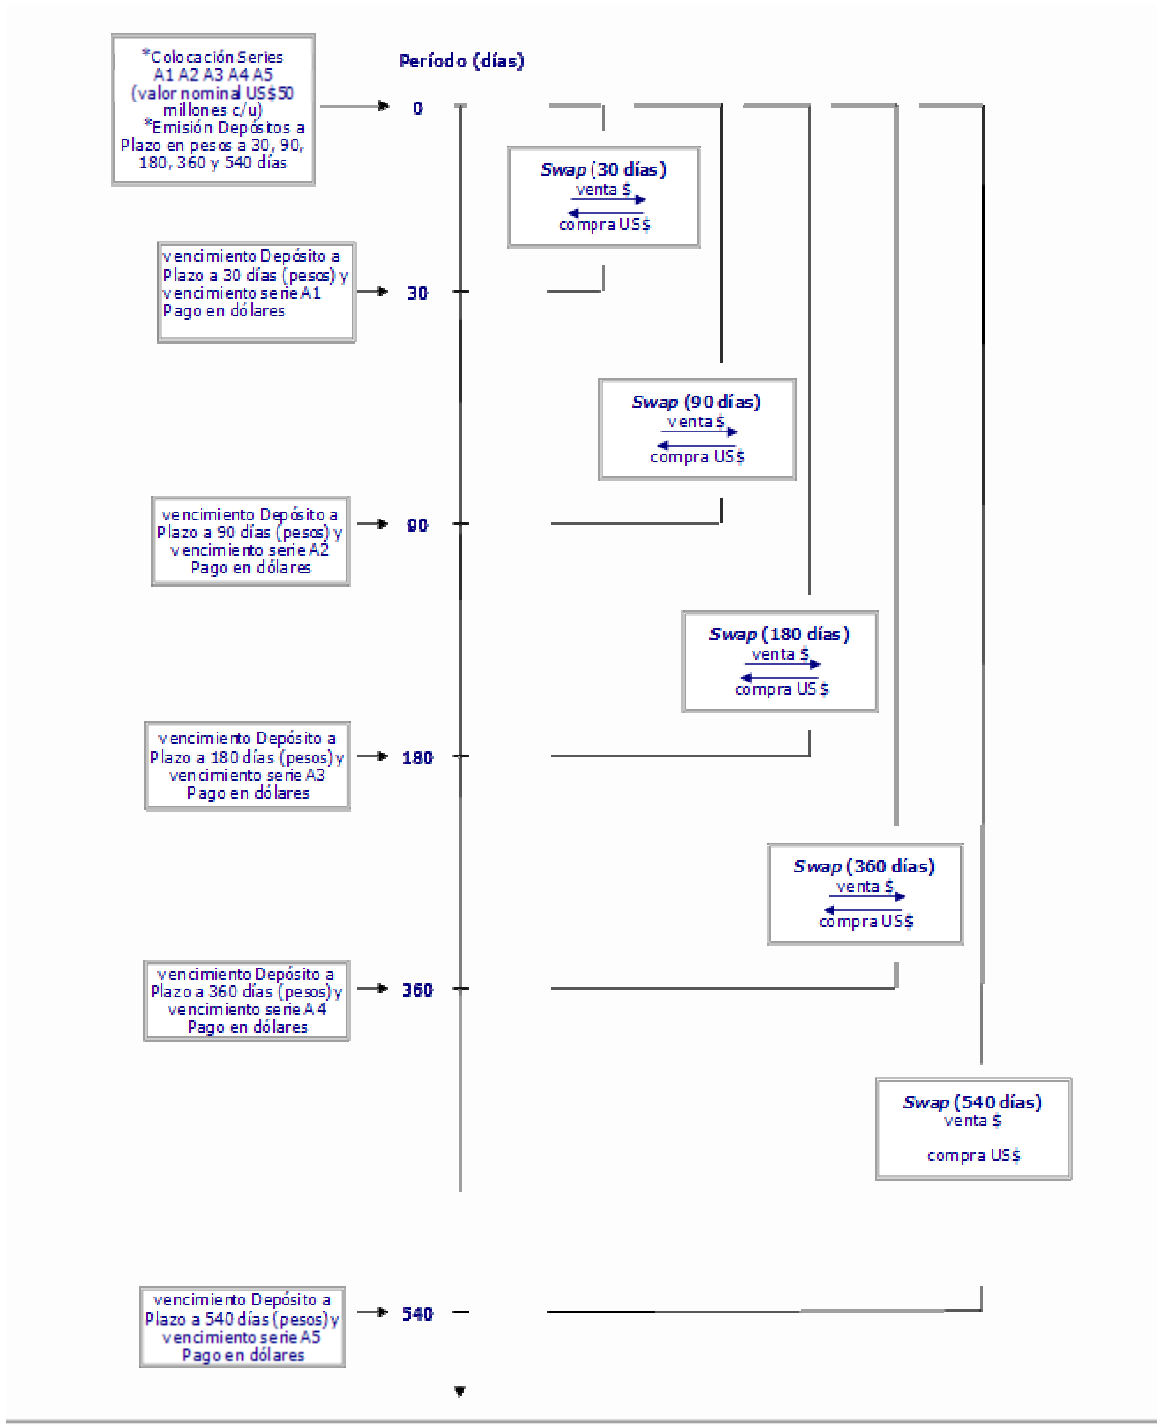 *Colocación Series
A1 A2 A3 A4 A5
(valor nominal US$50
millones c/u)
*Emisión Depósitos a
Plazo en pesos a 30, 90,
180, 360 y 540 días
Período (días)
0
Swap (30 días)
venta $
compra US$
vencimiento Depósito a
Plazo a 30 días (pesos) y
vencimiento serie A1
Pago en dólares
30
Swap (90 días)
venta $
compra US$
vencimiento Depósito a
Plazo a 90 días (pesos) y
vencimiento serie A2
Pago en dólares
90
Swap (180 días)
venta $
compra US$
vencimiento Depósito a
Plazo a 180 días (pesos) y
vencimiento serie A3
Pago en dólares
180
Swap (360 días)
venta $
compra US$
vencimiento Depósito a
Plazo a 360 días (pesos) y
vencimiento serie A4
Pago en dólares
360
Swap (540 días)
venta $
compra US$
vencimiento Depósito a
Plazo a 540 días (pesos) y
vencimiento serie A5
Pago en dólares
540